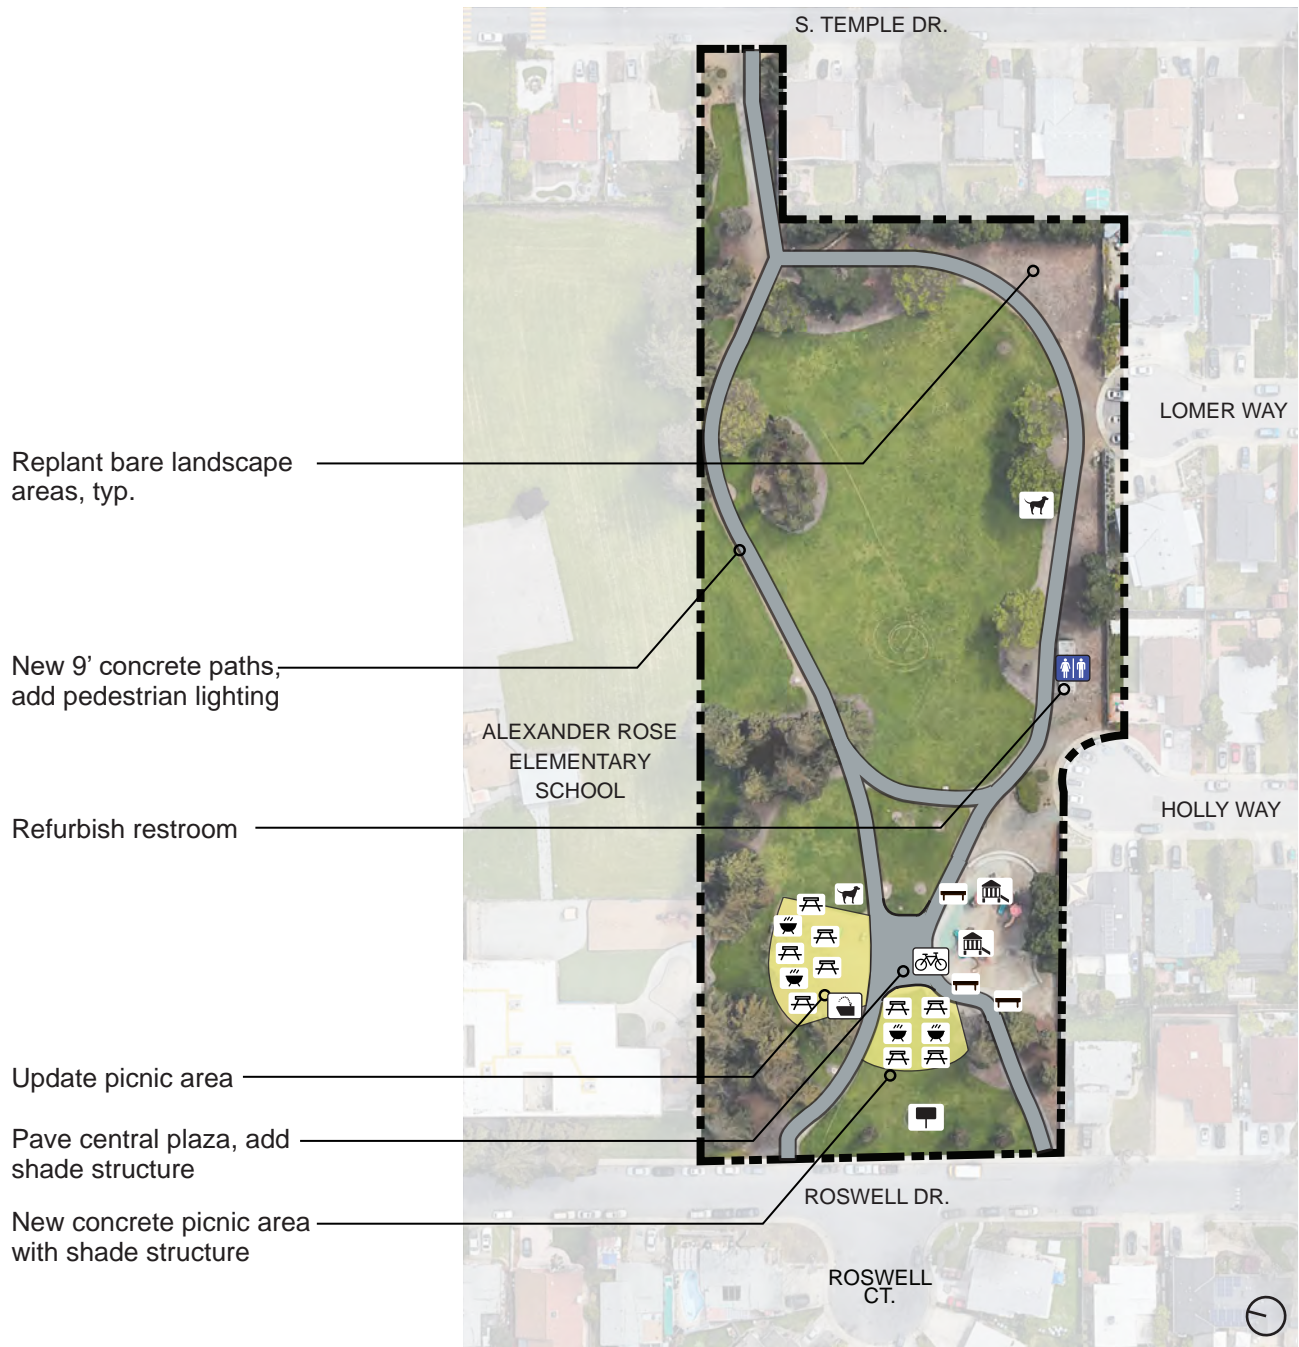 S. TEMPLE DR.
LOMER WAY
Replant bare landscape
areas, typ.
New 9’ concrete paths,
add pedestrian lighting
ALEXANDER ROSE
ELEMENTARY
SCHOOL
HOLLY WAY
Refurbish restroom
Update picnic area
Pave central plaza, add
shade structure
ROSWELL DR.
New concrete picnic area
with shade structure
ROSWELL
CT.